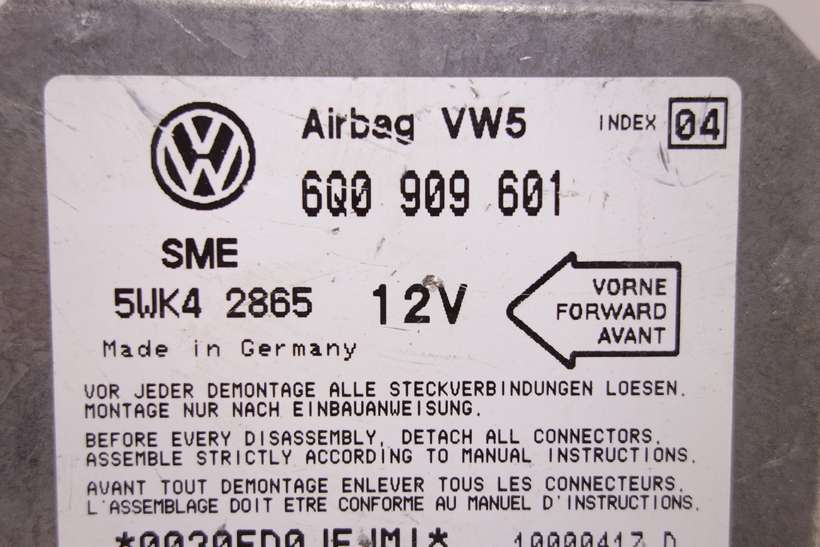 Airbag VW5 INDEX 04
6Q0 909 601
SME
5WK4 2865 12V
Made in Germany
VORNE
FORWARD
AVANT
VOR JEDER DEMONTAGE ALLE STECKVERBINDUNGEN LOESEN.
MONTAGE NUR NACH EINBAUANWEISUNG.
BEFORE EVERY DISASSEMBLY, DETACH ALL CONNECTORS.
ASSEMBLE STRICTLY ACCORDING TO MANUAL INSTRUCTIONS.
AVANT TOUT DEMONTAGE ENLEVER TOUS LES CONNECTEURS.
L'ASSEMBLAGE DOIT ETRE CONFORME AU MANUEL D'INSTRUCTIONS.
10000417 D